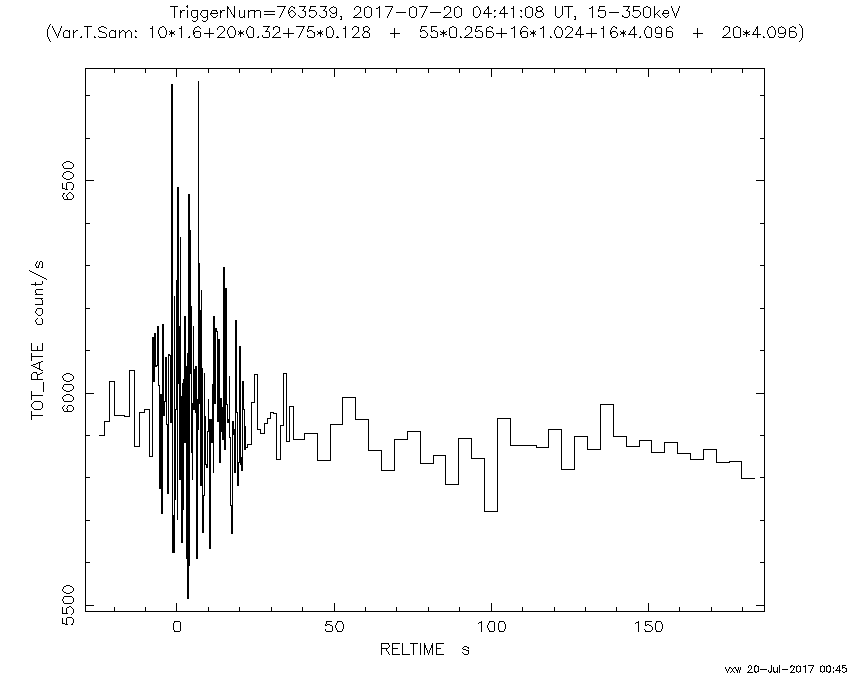 TriggerNum=763539, 2017-07-20 04:41:08 UT, 15-350keV
(Var.T.Sam: 10*1.6+20*0.32+75*0.128 + 55*0.256+16*1.024+16*4.096 + 20*4.096)
6500
6000
5500
TOT_RATE count/s
0 50 100 150
RELTIME s
vxw 20-Jul-2017 00:45